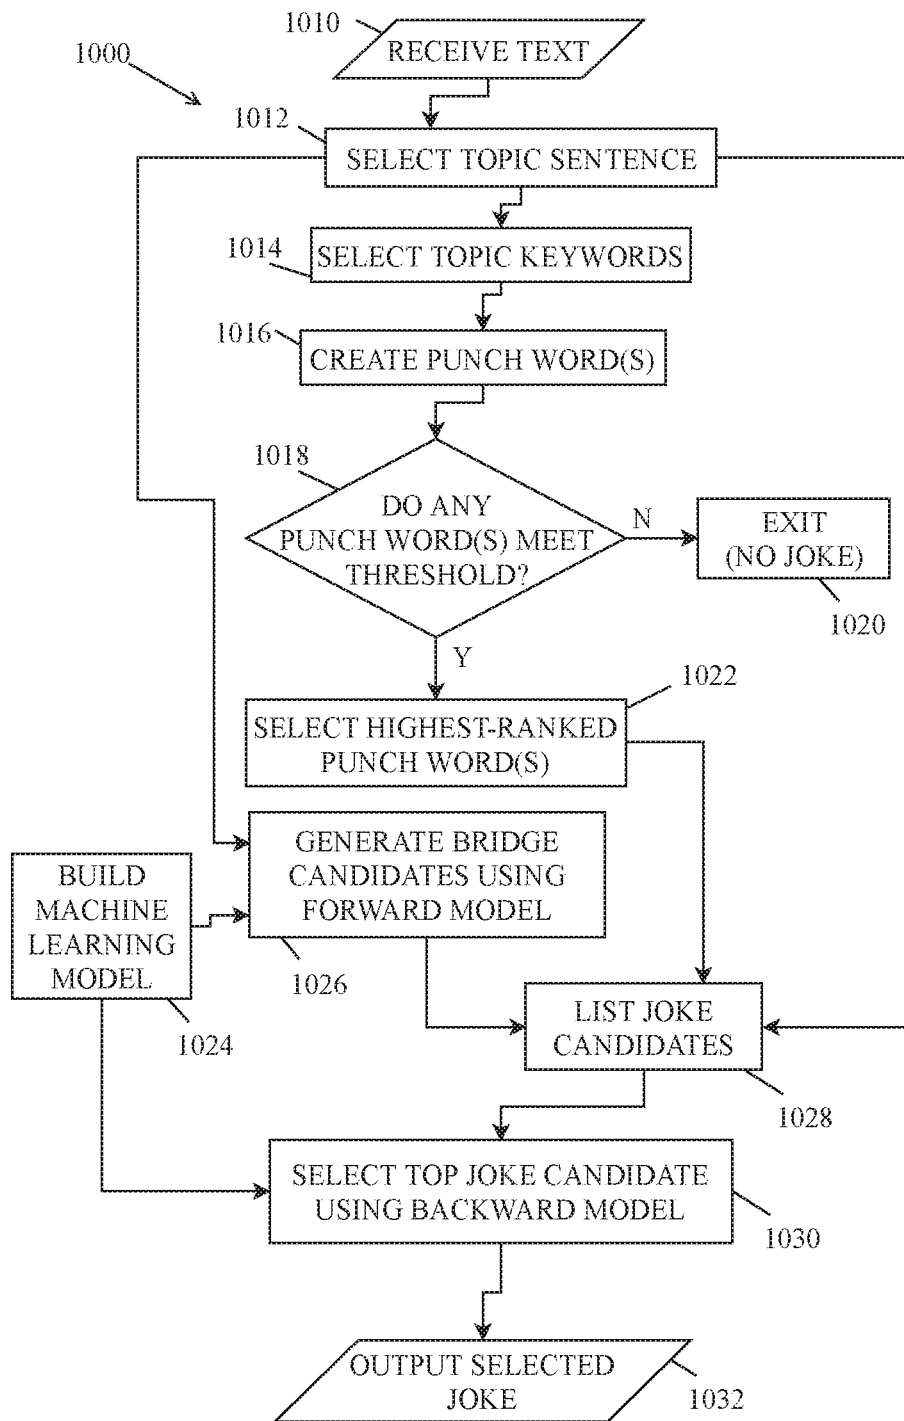 1010
RECEIVE TEXT
1000
1012
SELECT TOPIC SENTENCE
1014
SELECT TOPIC KEYWORDS
1016
CREATE PUNCH WORD(S)
1018
DO ANY
PUNCH WORD(S) MEET
THRESHOLD?
N
EXIT
(NO JOKE)
1020
Y
1022
SELECT HIGHEST-RANKED
PUNCH WORD(S)
GENERATE BRIDGE
CANDIDATES USING
FORWARD MODEL
1026
BUILD
MACHINE
LEARNING
MODEL
1024
LIST JOKE
CANDIDATES
1028
SELECT TOP JOKE CANDIDATE
USING BACKWARD MODEL
1030
OUTPUT SELECTED
JOKE
1032